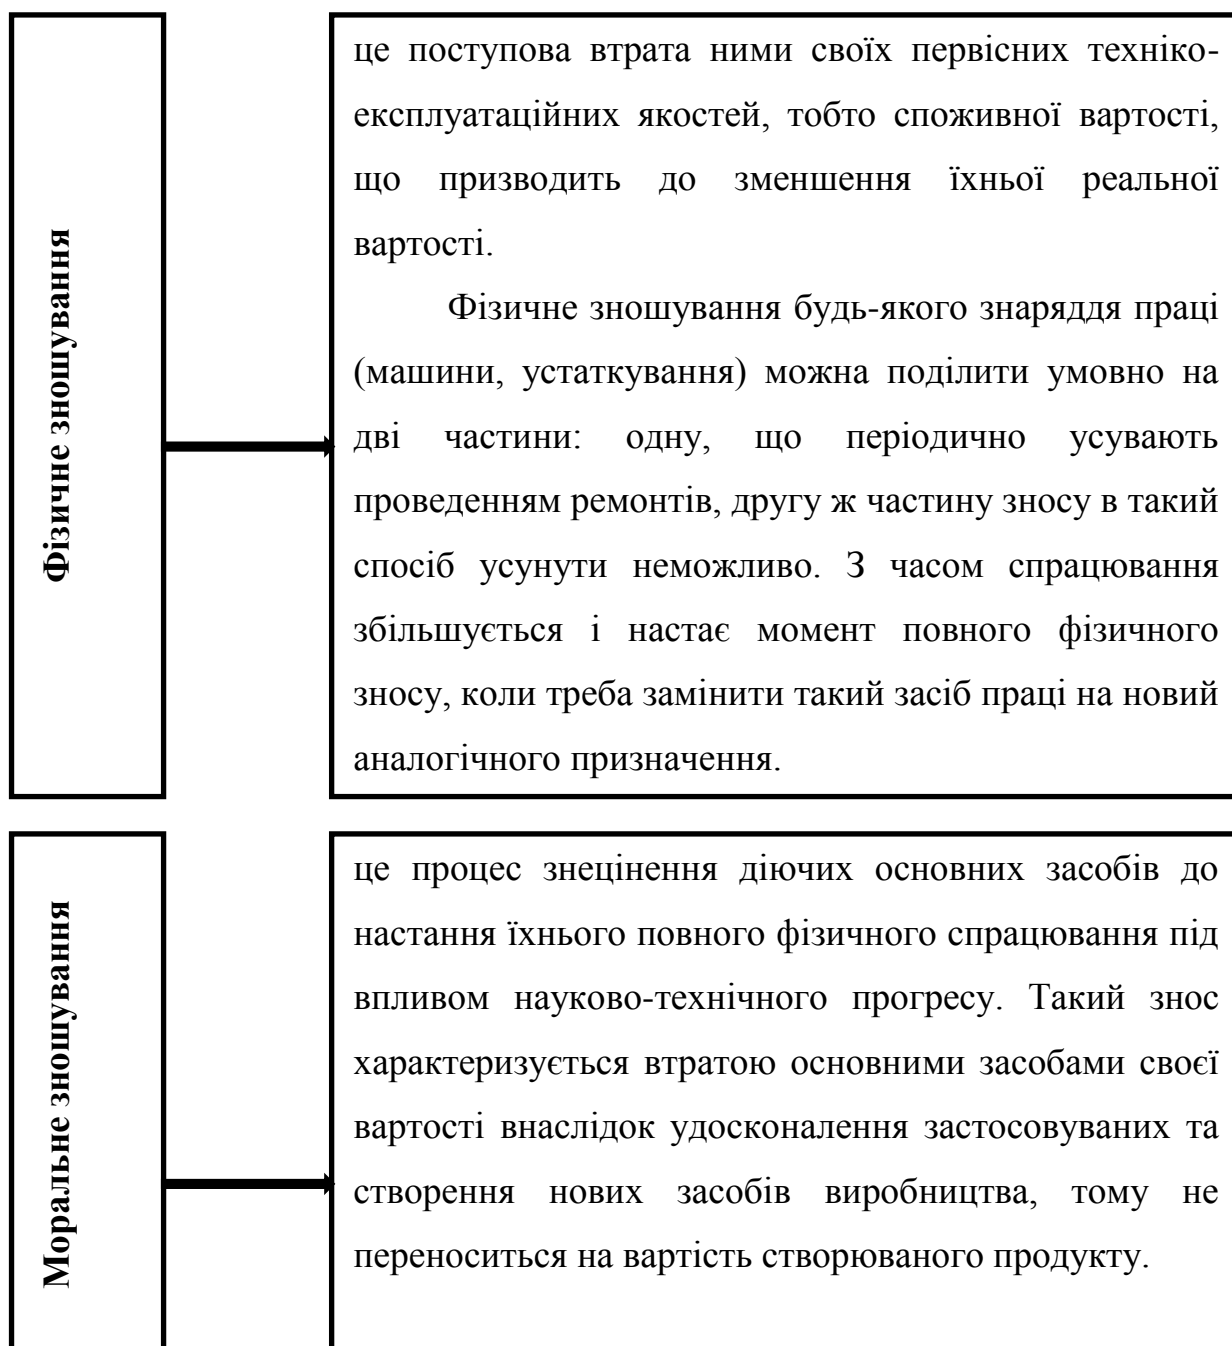 Фізичне зношування
це поступова втрата ними своїх первісних техніко-
експлуатаційних якостей, тобто споживної вартості,
що призводить до зменшення їхньої реальної
вартості.
Фізичне зношування будь-якого знаряддя праці
(машини, устаткування) можна поділити умовно на
дві частини: одну, що періодично усувають
проведенням ремонтів, другу ж частину зносу в такий
спосіб усунути неможливо. З часом спрацювання
збільшується і настає момент повного фізичного
зносу, коли треба замінити такий засіб праці на новий
аналогічного призначення.
Моральне зношування
це процес знецінення діючих основних засобів до
настання їхнього повного фізичного спрацювання під
впливом науково-технічного прогресу. Такий знос
характеризується втратою основними засобами своєї
вартості внаслідок удосконалення застосовуваних та
створення нових засобів виробництва, тому не
переноситься на вартість створюваного продукту.